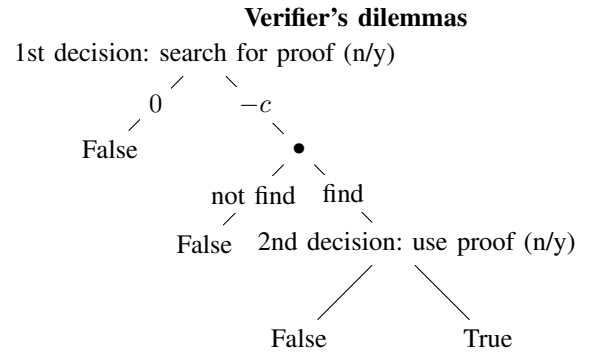 Verifier's dilemmas
1st decision: search for proof (n/y)
0 −c
False
not find find
False 2nd decision: use proof (n/y)
False True